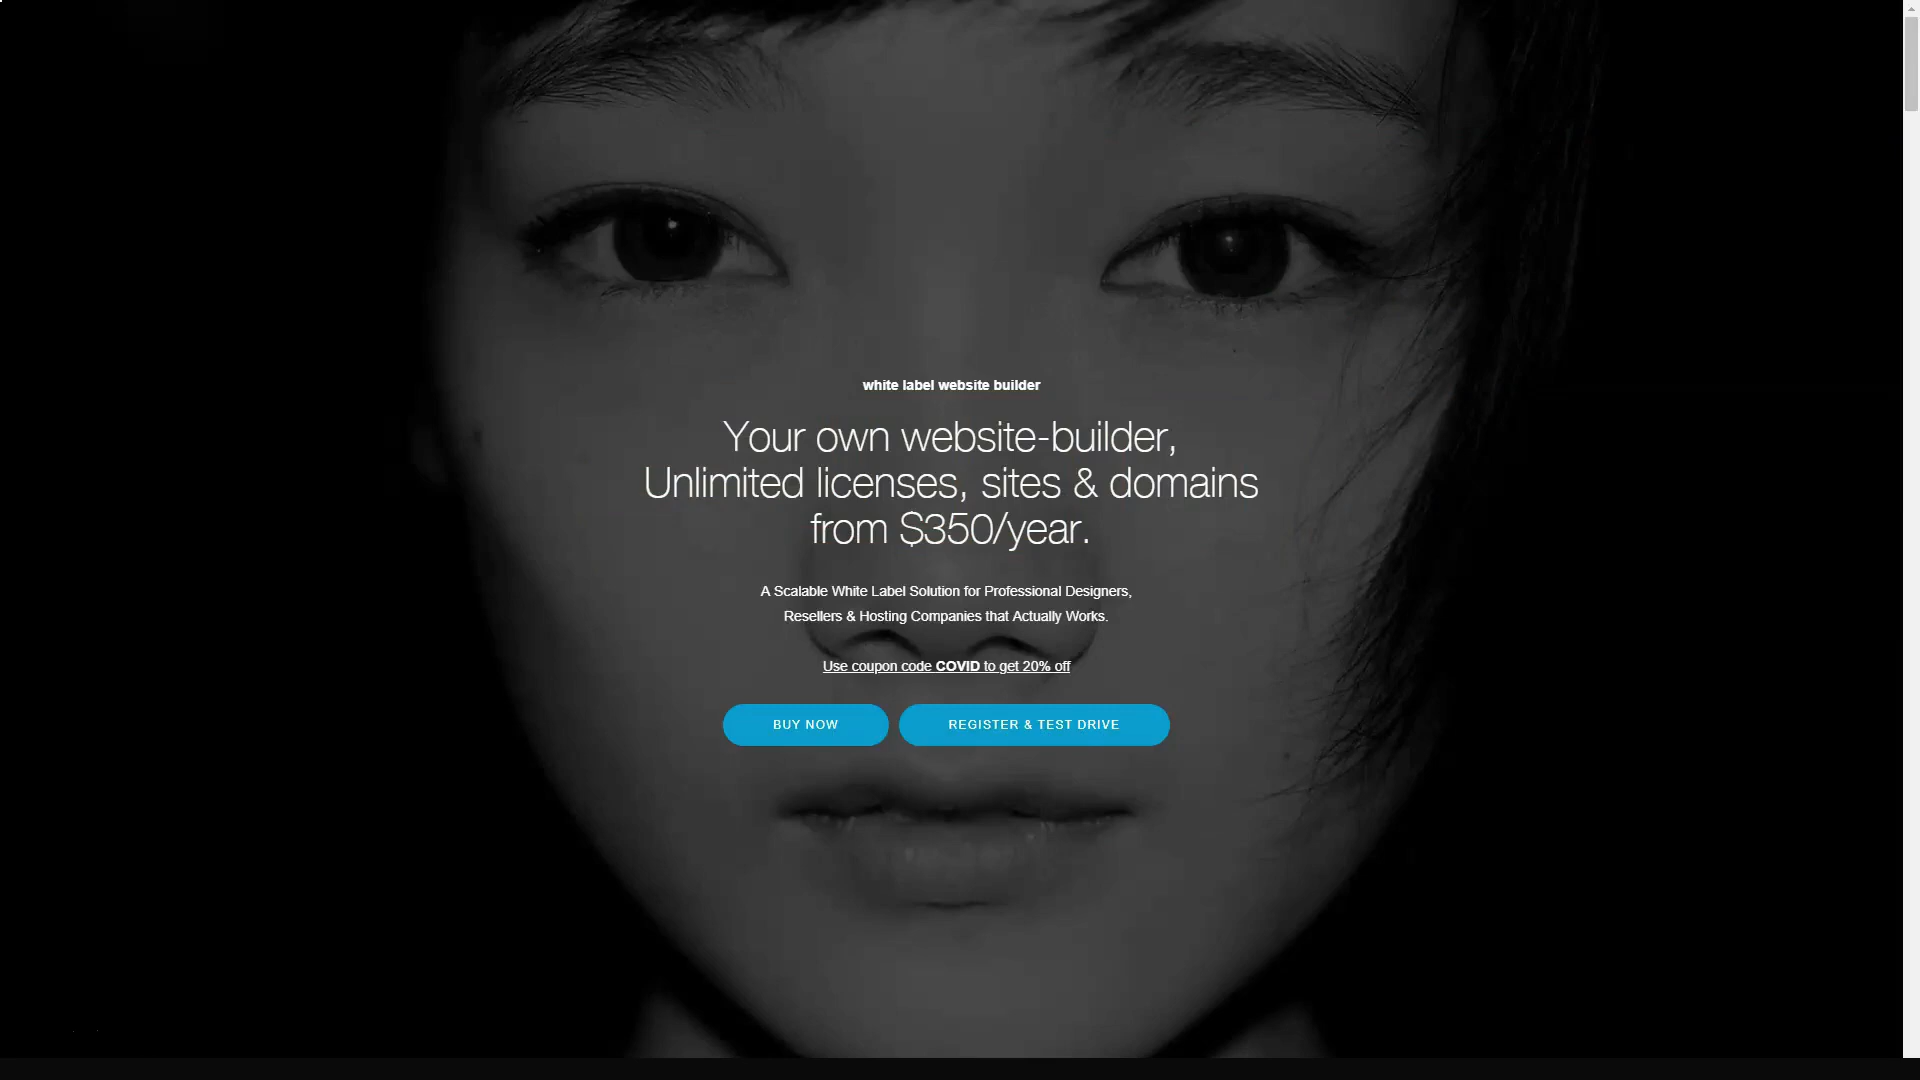 white label website builder
Your own website-builder,
Unlimited licenses, sites & domains
from $350/year.
A Scalable White Label Solution for Professional Designers,
Resellers & Hosting Companies that Actually Works.
Use coupon code COVID to get 20% off
BUY NOW
REGISTER & TEST DRIVE